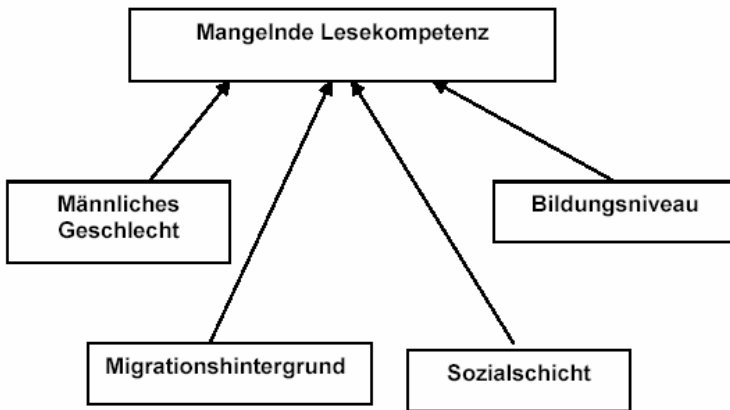 Mangelnde Lesekompetenz
Männliches
Geschlecht
Bildungsniveau
Migrationshintergrund
Sozialschicht